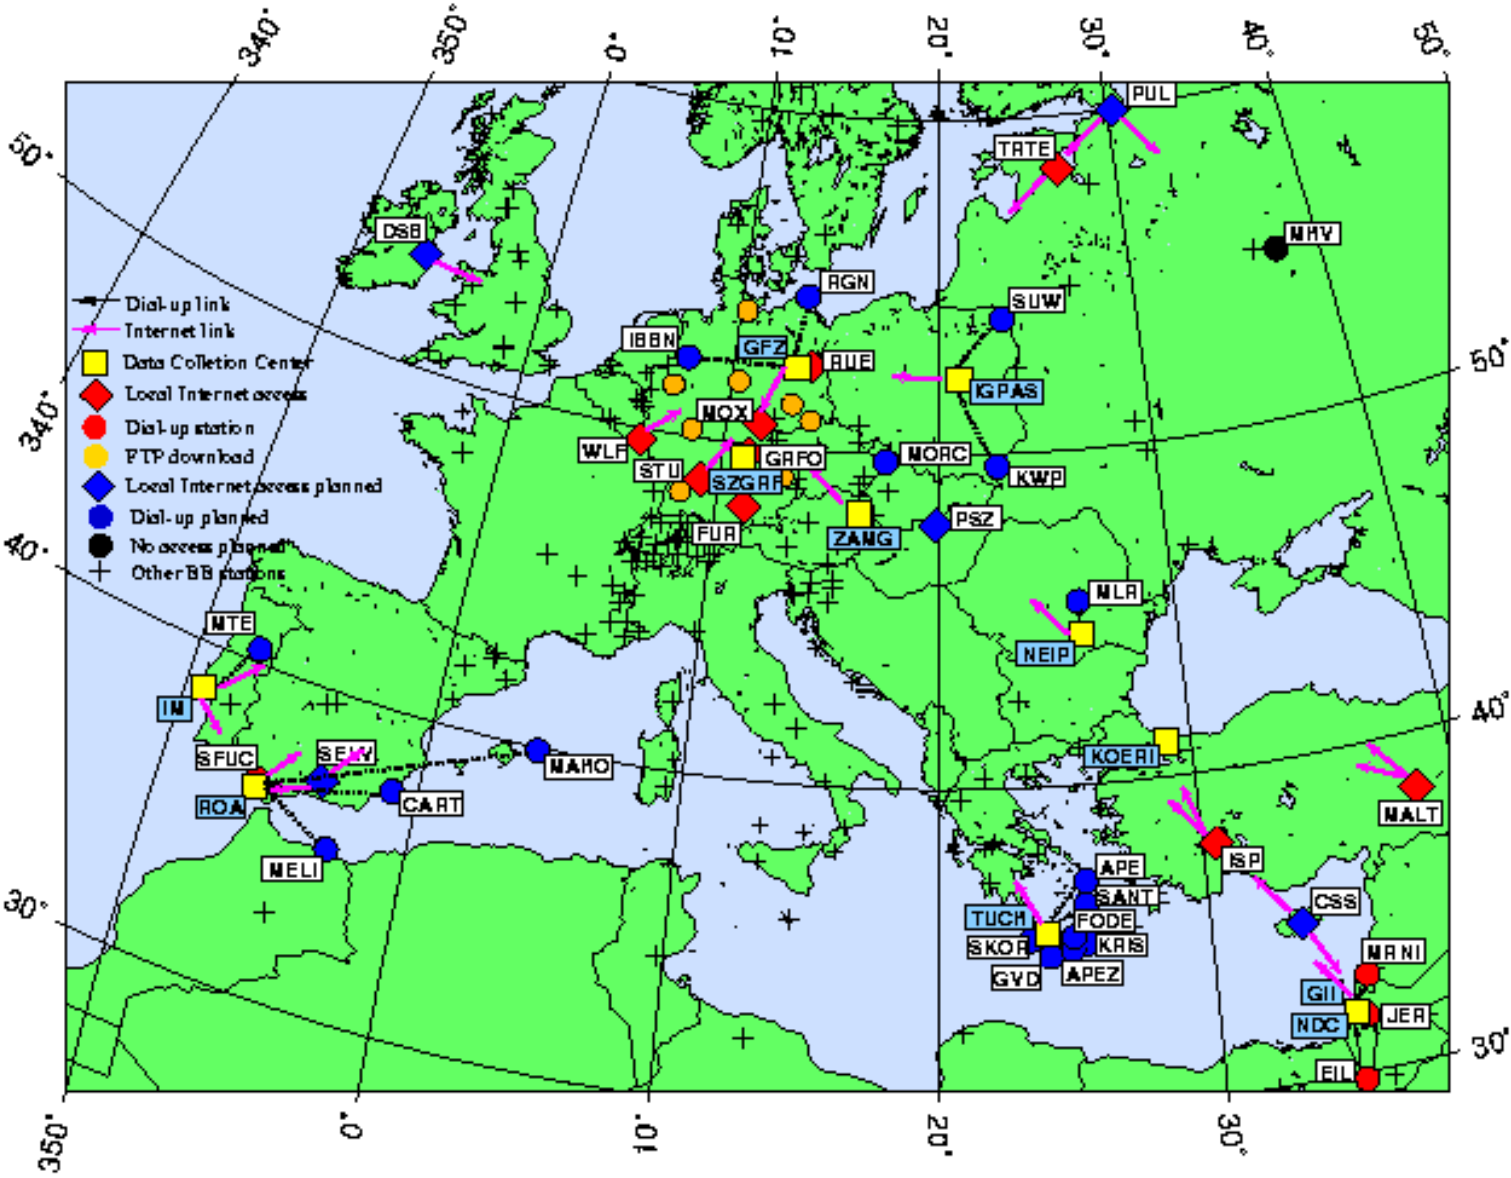 340°
350°
0°
10°
20°
30°
40°
50°
PUL
50°
TRTE
DSB
MHV
RGN
SUW
Dial-up link
Internet link
IBBN
GFZ
RUE
50°
Data Colletion Center
IGPAS
Local Internet access
340°
MOX
Dial-up station
WLF
GRFO
MORC
FTP download
STU
KWP
SZGRF
Local Internet access planned
Dial-up planned
FUR
ZAMG
PSZ
No access planned
40°
Other BB stations
MLR
MTE
NEIP
IM
40°
SFUC
SELV
KOERI
MAHO
ROA
CART
MALT
MELI
ISP
APE
SANT
CSS
30°
TUCH
FODE
SKOR
KRIS
MRNI
GVD
APEZ
GII
NDC
JER
30°
EIL
350°
0°
10°
20°
30°